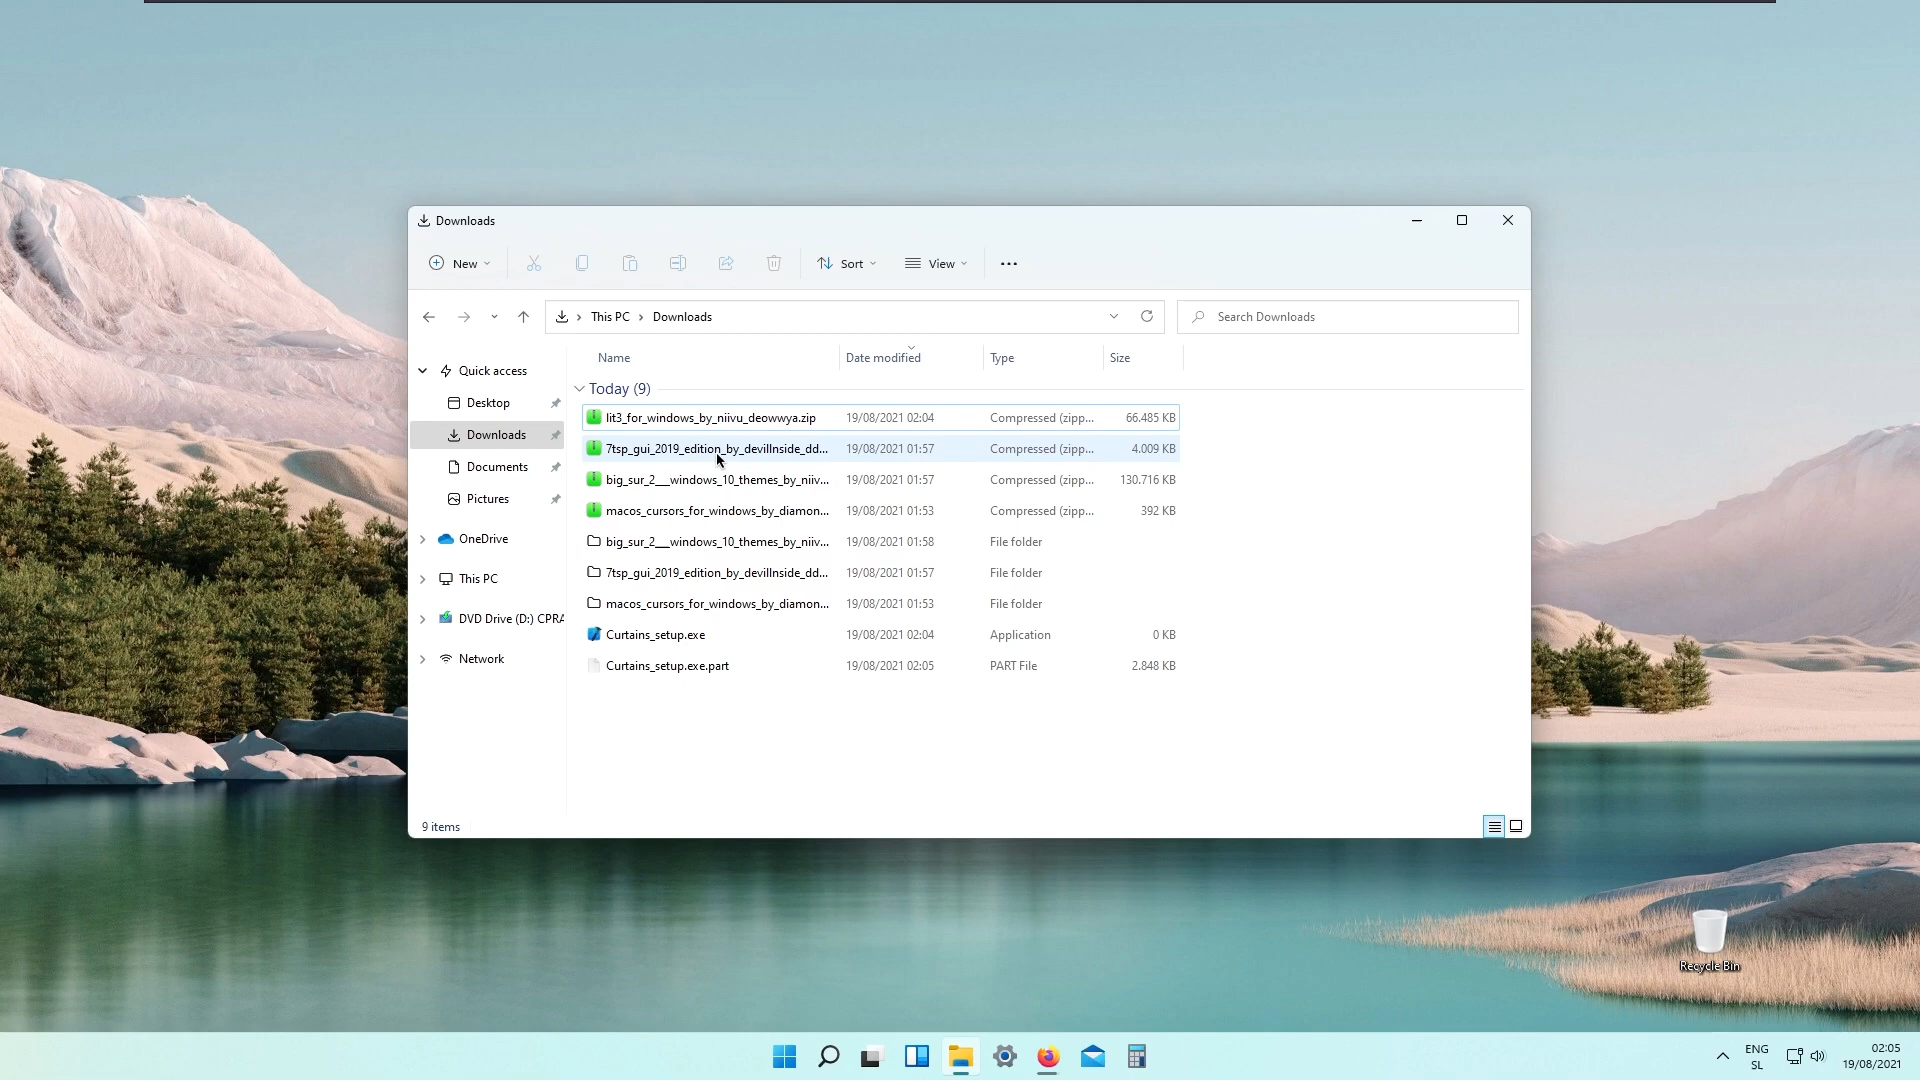 Downloads
New
Sort
View
This PC > Downloads
Search Downloads
Name Date modified Type Size
Quick access
Desktop
Downloads
Documents
Pictures
OneDrive
This PC
DVD Drive (D:) CPRA
Network
Today (9)
lit3_for_windows_by_niivu_deowwya.zip 19/08/2021 02:04 Compressed (zipp... 66.485 KB
7tsp_gui_2019_edition_by_devillnside_dd... 19/08/2021 01:57 Compressed (zipp... 4.009 KB
big_sur_2__windows_10_themes_by_niiv... 19/08/2021 01:57 Compressed (zipp... 130.716 KB
macos_cursors_for_windows_by_diamon... 19/08/2021 01:53 Compressed (zipp... 392 KB
big_sur_2__windows_10_themes_by_niiv... 19/08/2021 01:58 File folder
7tsp_gui_2019_edition_by_devillnside_dd... 19/08/2021 01:57 File folder
macos_cursors_for_windows_by_diamon... 19/08/2021 01:53 File folder
Curtains_setup.exe 19/08/2021 02:04 Application 0 KB
Curtains_setup.exe.part 19/08/2021 02:05 PART File 2.848 KB
9 items
Recycle Bin
ENG
SL
02:05
19/08/2021